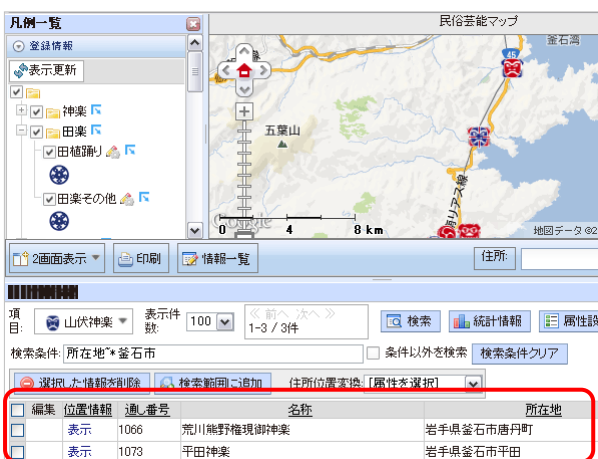 凡例一覧
民俗芸能マップ
登録情報
表示更新
神楽
田楽
田植踊り
田楽その他
釜石湾
45
五葉山
リアス線
Google
0 4 8 km
地図データ ©2
2画面表示 印刷 情報一覧 住所:
項目: 山伏神楽 表示件数: 100 ≪前へ 次へ≫
1-3 / 3件
検索 統計情報 属性設
検索条件: 所在地~*釜石市 条件以外を検索 検索条件クリア
選択した情報を削除 検索範囲に追加 住所位置変換: [属性を選択]
編集 位置情報 通し番号 名称 所在地
表示 1066 荒川熊野権現御神楽 岩手県釜石市唐丹町
表示 1073 平田神楽 岩手県釜石市平田